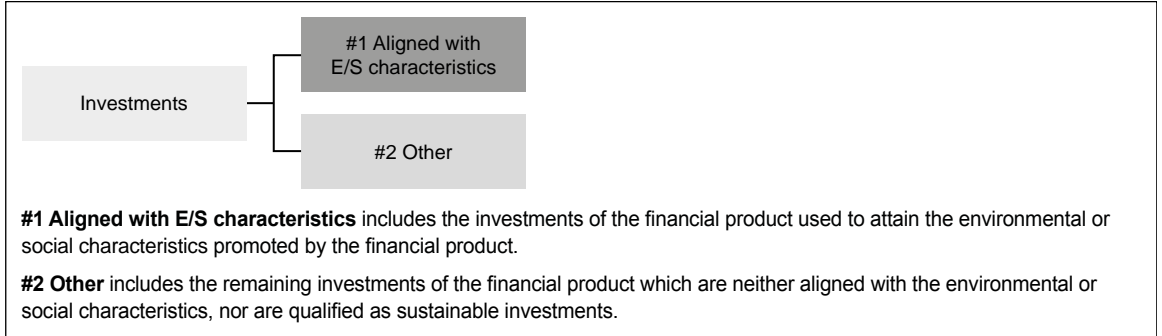 #1 Aligned with
E/S characteristics
Investments
#2 Other
#1 Aligned with E/S characteristics includes the investments of the financial product used to attain the environmental or
social characteristics promoted by the financial product.
#2 Other includes the remaining investments of the financial product which are neither aligned with the environmental or
social characteristics, nor are qualified as sustainable investments.